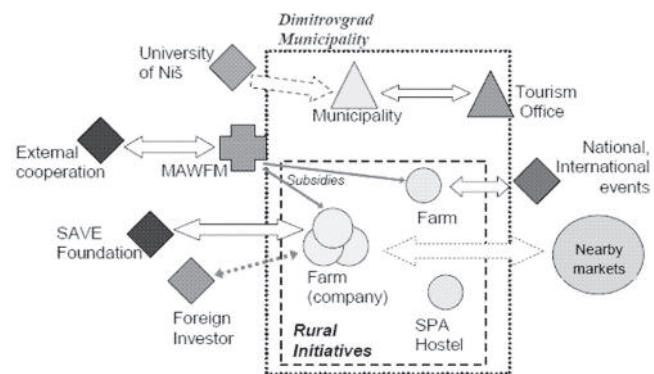 Dimitrovgrad
Municipality
University
of Niš
Municipality
Tourism
Office
External
cooperation
MAWFM
National,
International
events
Subsidies
Farm
SAVE
Foundation
Farm
(company)
Nearby
markets
Foreign
Investor
Rural
Initiatives
SPA
Hostel